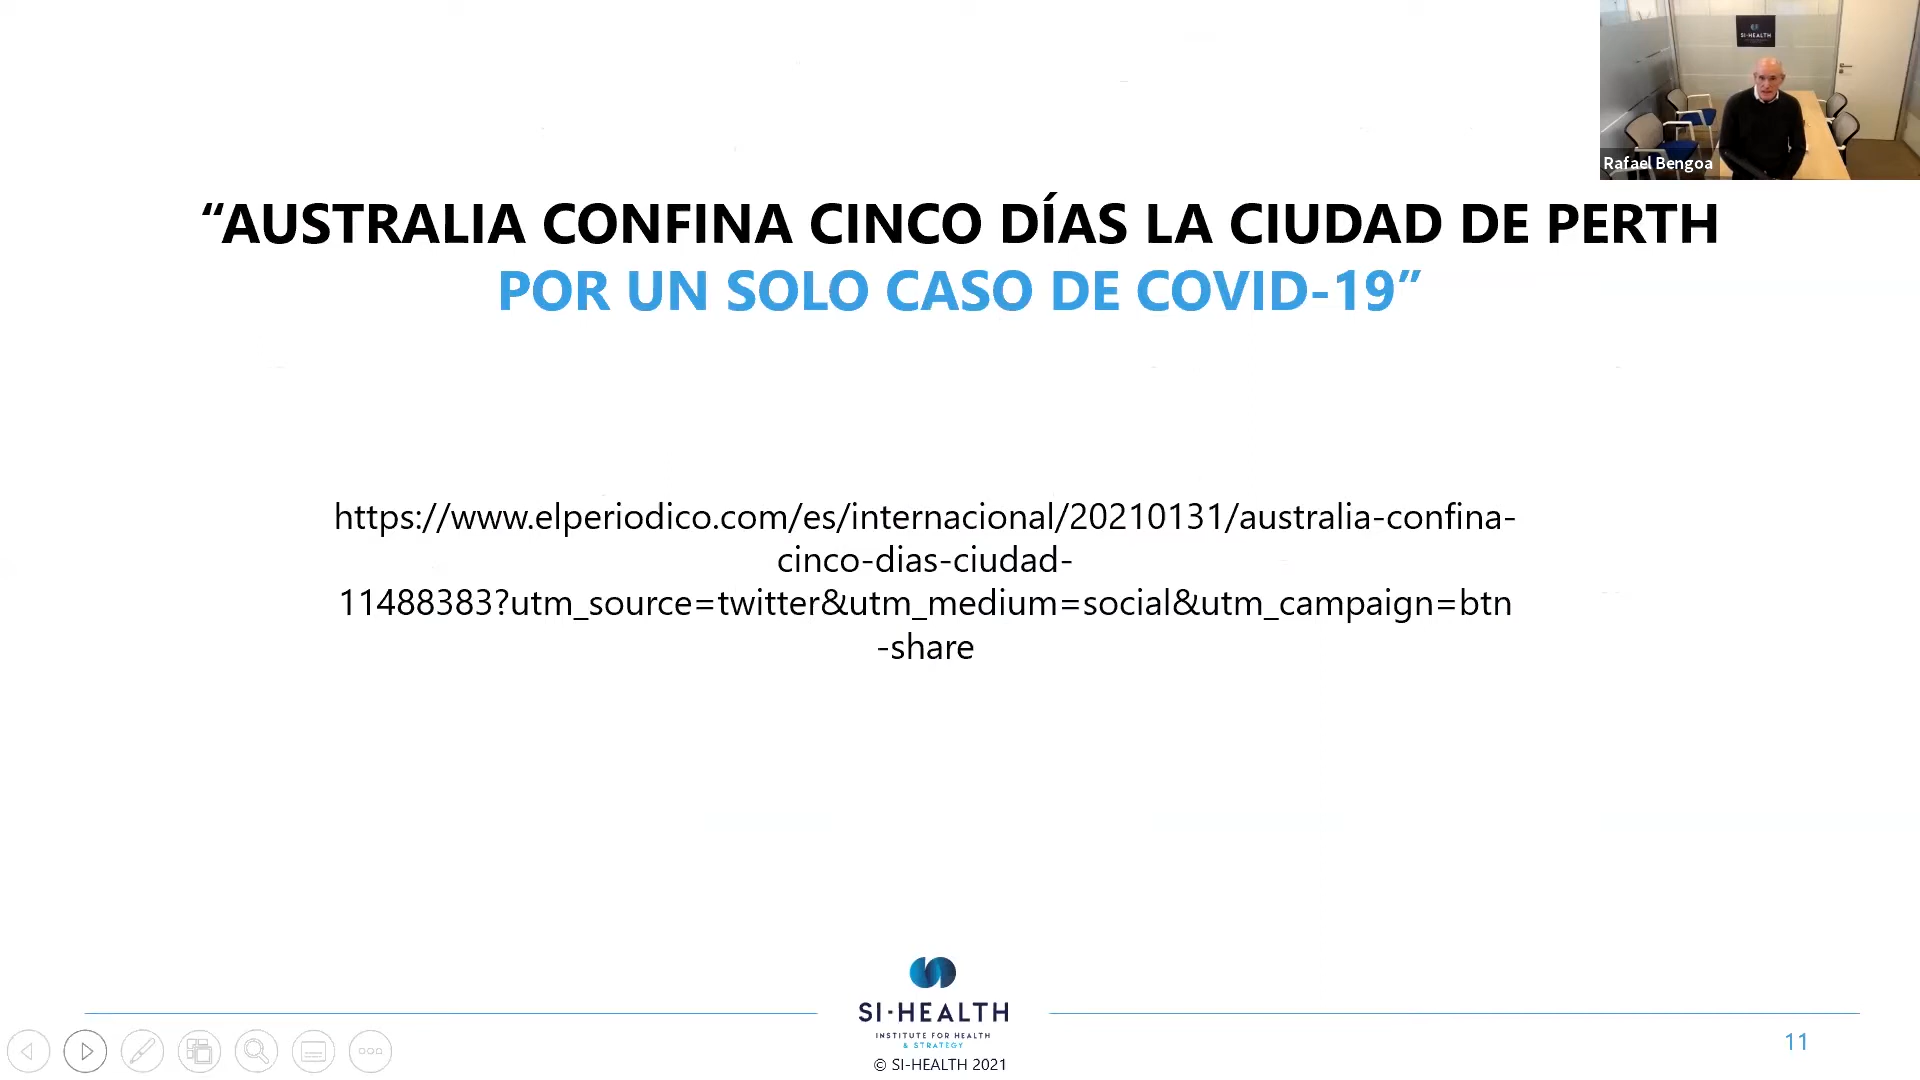 SI-HEALTH
Rafael Bengoa
“AUSTRALIA CONFINA CINCO DÍAS LA CIUDAD DE PERTH
POR UN SOLO CASO DE COVID-19”
https://www.elperiodico.com/es/internacional/20210131/australia-confina-
cinco-dias-ciudad-
11488383?utm_source=twitter&utm_medium=social&utm_campaign=btn
-share
SI·HEALTH
INSTITUTE FOR HEALTH
& STRATEGY
© SI-HEALTH 2021
11